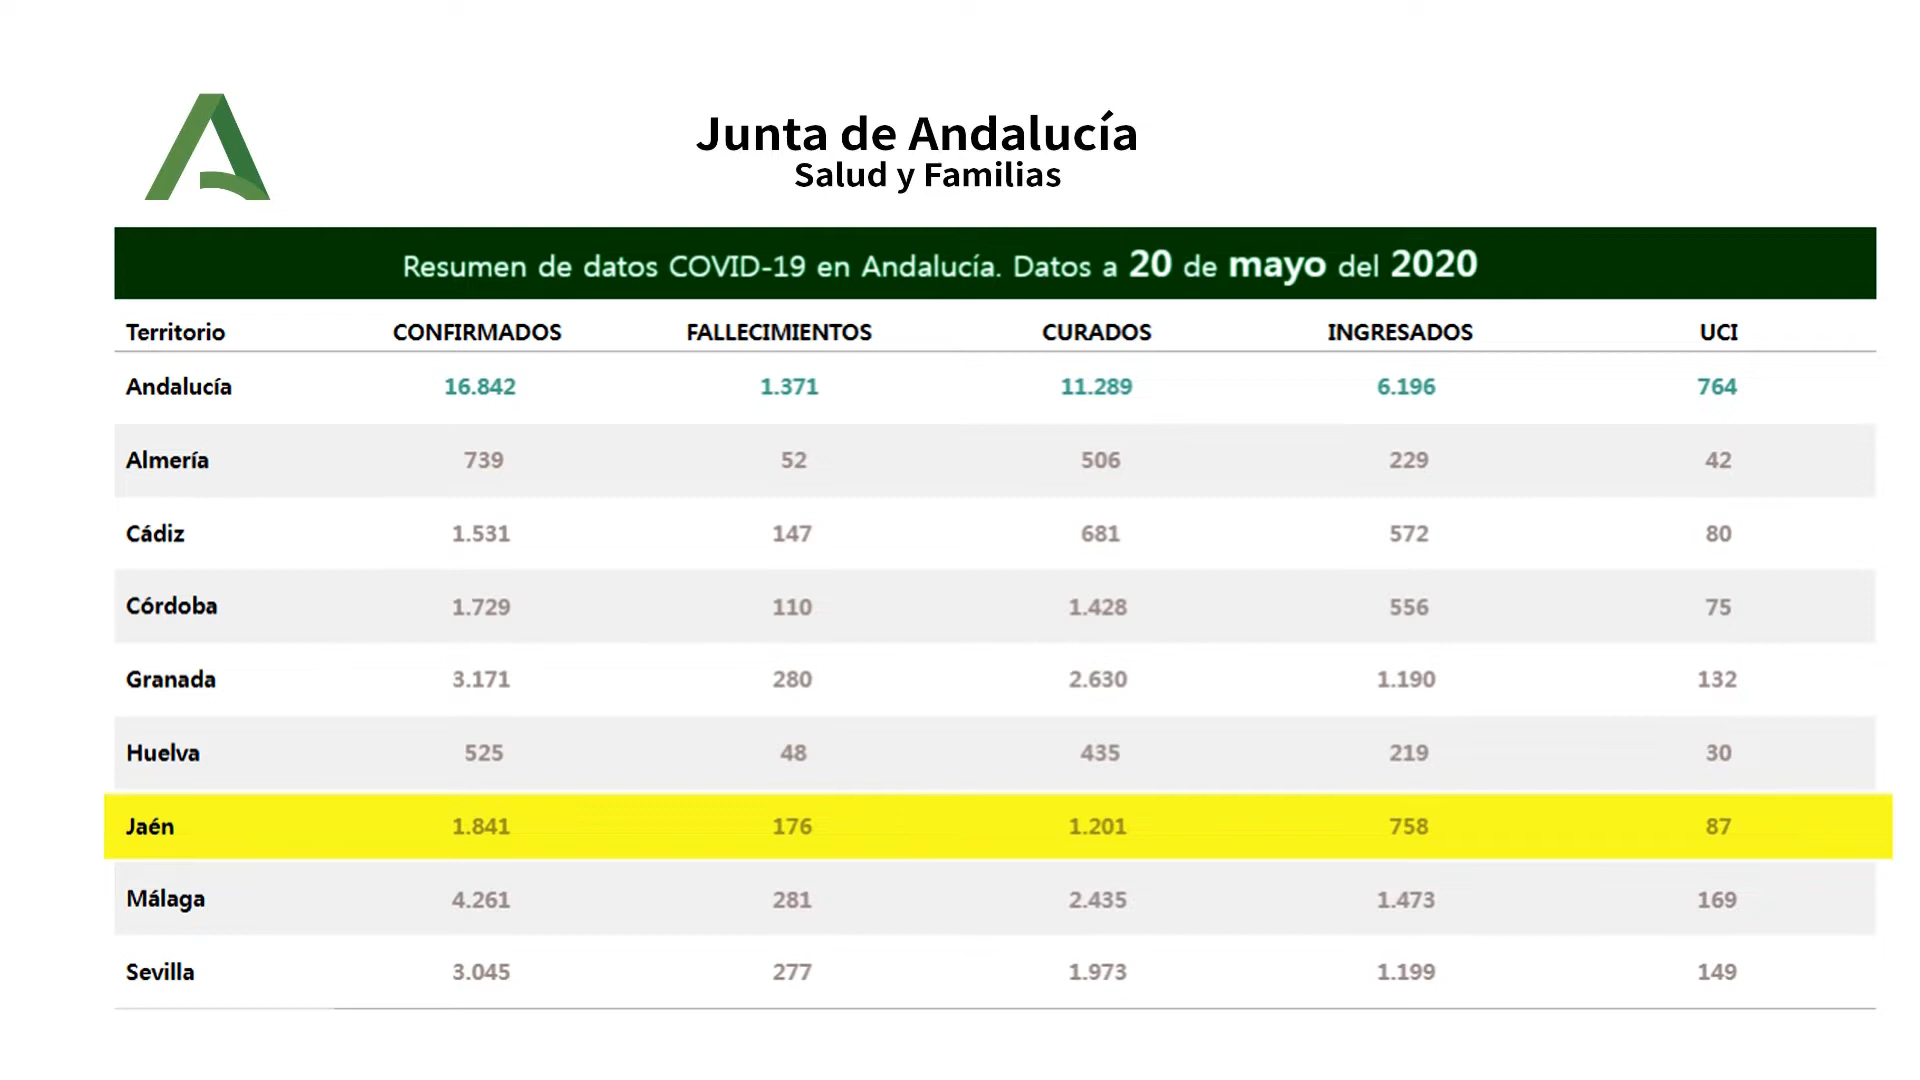 Junta de Andalucía
Salud y Familias
Resumen de datos COVID-19 en Andalucía. Datos a 20 de mayo del 2020
Territorio CONFIRMADOS FALLECIMIENTOS CURADOS INGRESADOS UCI
Andalucía 16.842 1.371 11.289 6.196 764
Almería 739 52 506 229 42
Cádiz 1.531 147 681 572 80
Córdoba 1.729 110 1.428 556 75
Granada 3.171 280 2.630 1.190 132
Huelva 525 48 435 219 30
Jaén 1.841 176 1.201 758 87
Málaga 4.261 281 2.435 1.473 169
Sevilla 3.045 277 1.973 1.199 149